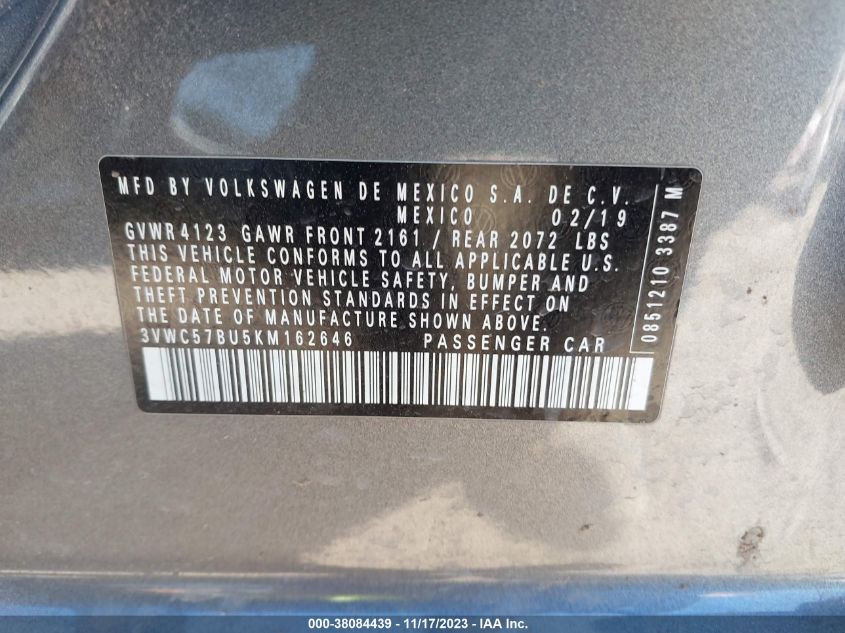 MFD BY VOLKSWAGEN DE MEXICO S.A. DE C.V.
MEXICO 02/19
GVWR 4123 GAWR FRONT 2161 / REAR 2072 LBS
THIS VEHICLE CONFORMS TO ALL APPLICABLE U.S.
FEDERAL MOTOR VEHICLE SAFETY, BUMPER AND
THEFT PREVENTION STANDARDS IN EFFECT ON
THE DATE OF MANUFACTURE SHOWN ABOVE.
3VWC57BU5KM162646 PASSENGER CAR
0851210 3387 M
000-38084439 - 11/17/2023 - IAAI.com